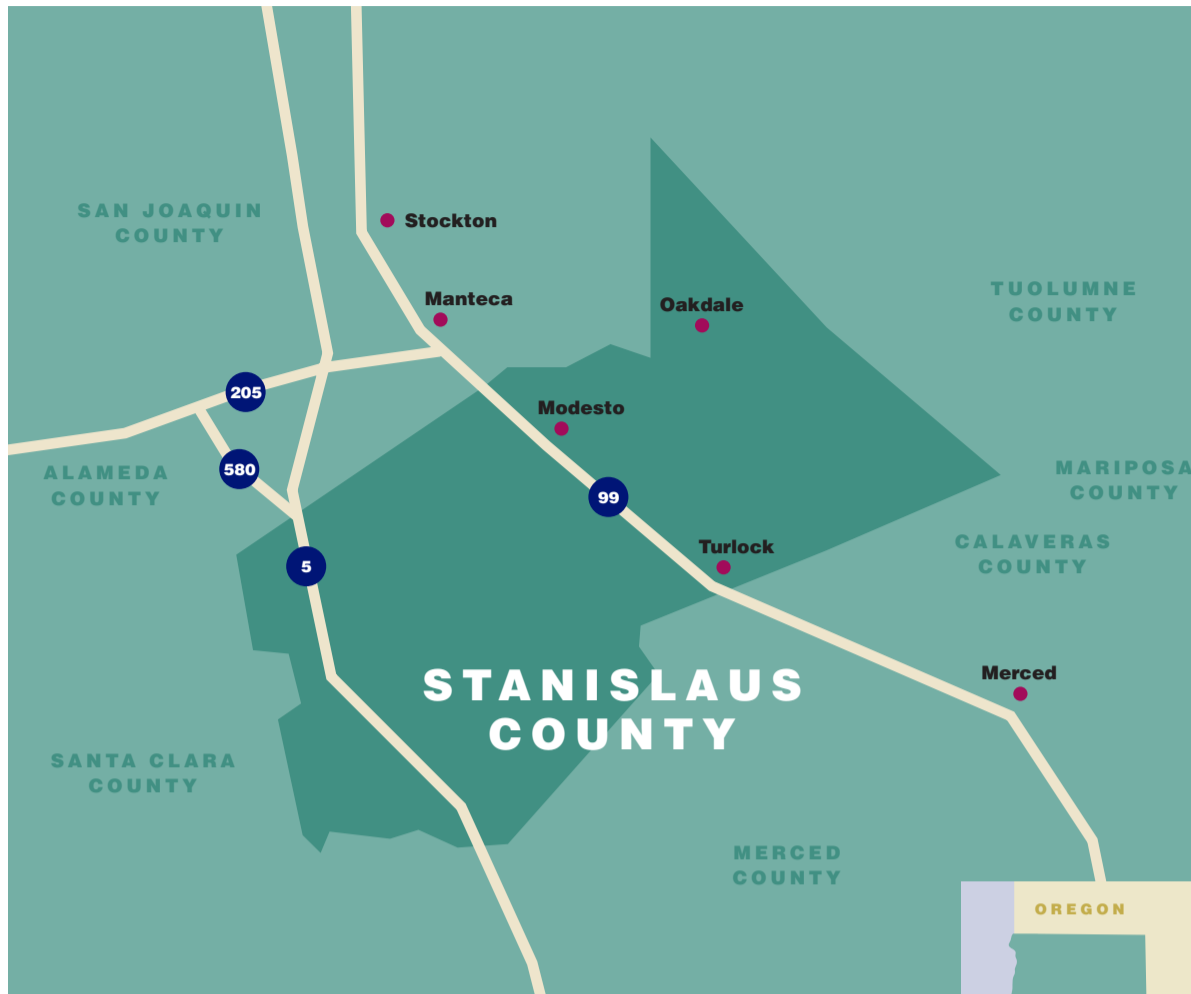 SAN JOAQUIN
COUNTY
Stockton
Manteca
Oakdale
TUOLUMNE
COUNTY
205
Modesto
580
ALAMEDA
COUNTY
99
MARIPOSA
COUNTY
CALAVERAS
COUNTY
Turlock
5
STANISLAUS
COUNTY
Merced
SANTA CLARA
COUNTY
MERCED
COUNTY
OREGON